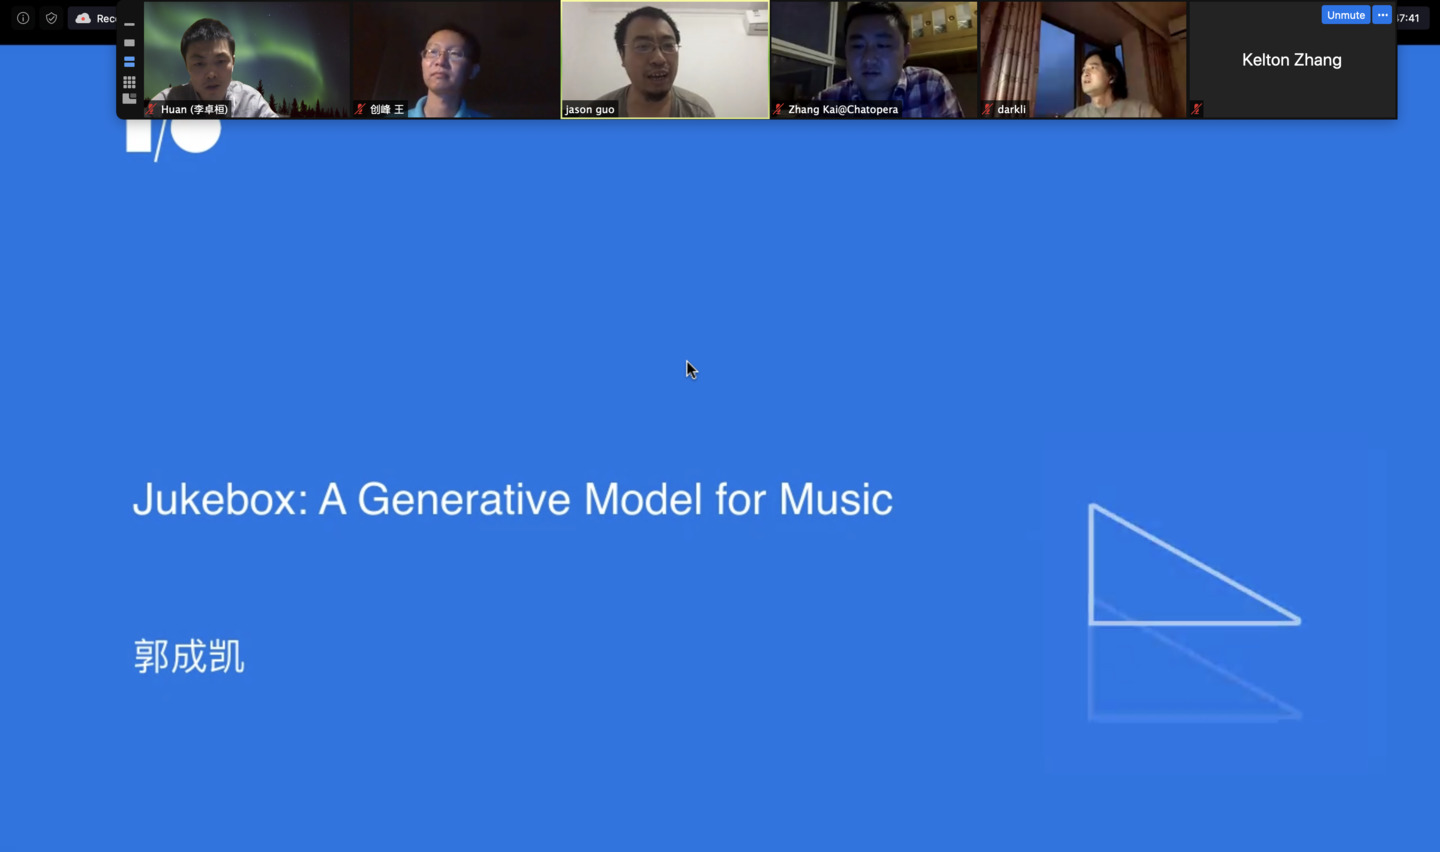 Rec
Unmute
7:41
Kelton Zhang
Huan (李卓桓)
创峰 王
jason guo
Zhang Kai@Chatopera
darkli
I/O
Jukebox: A Generative Model for Music
郭成凯